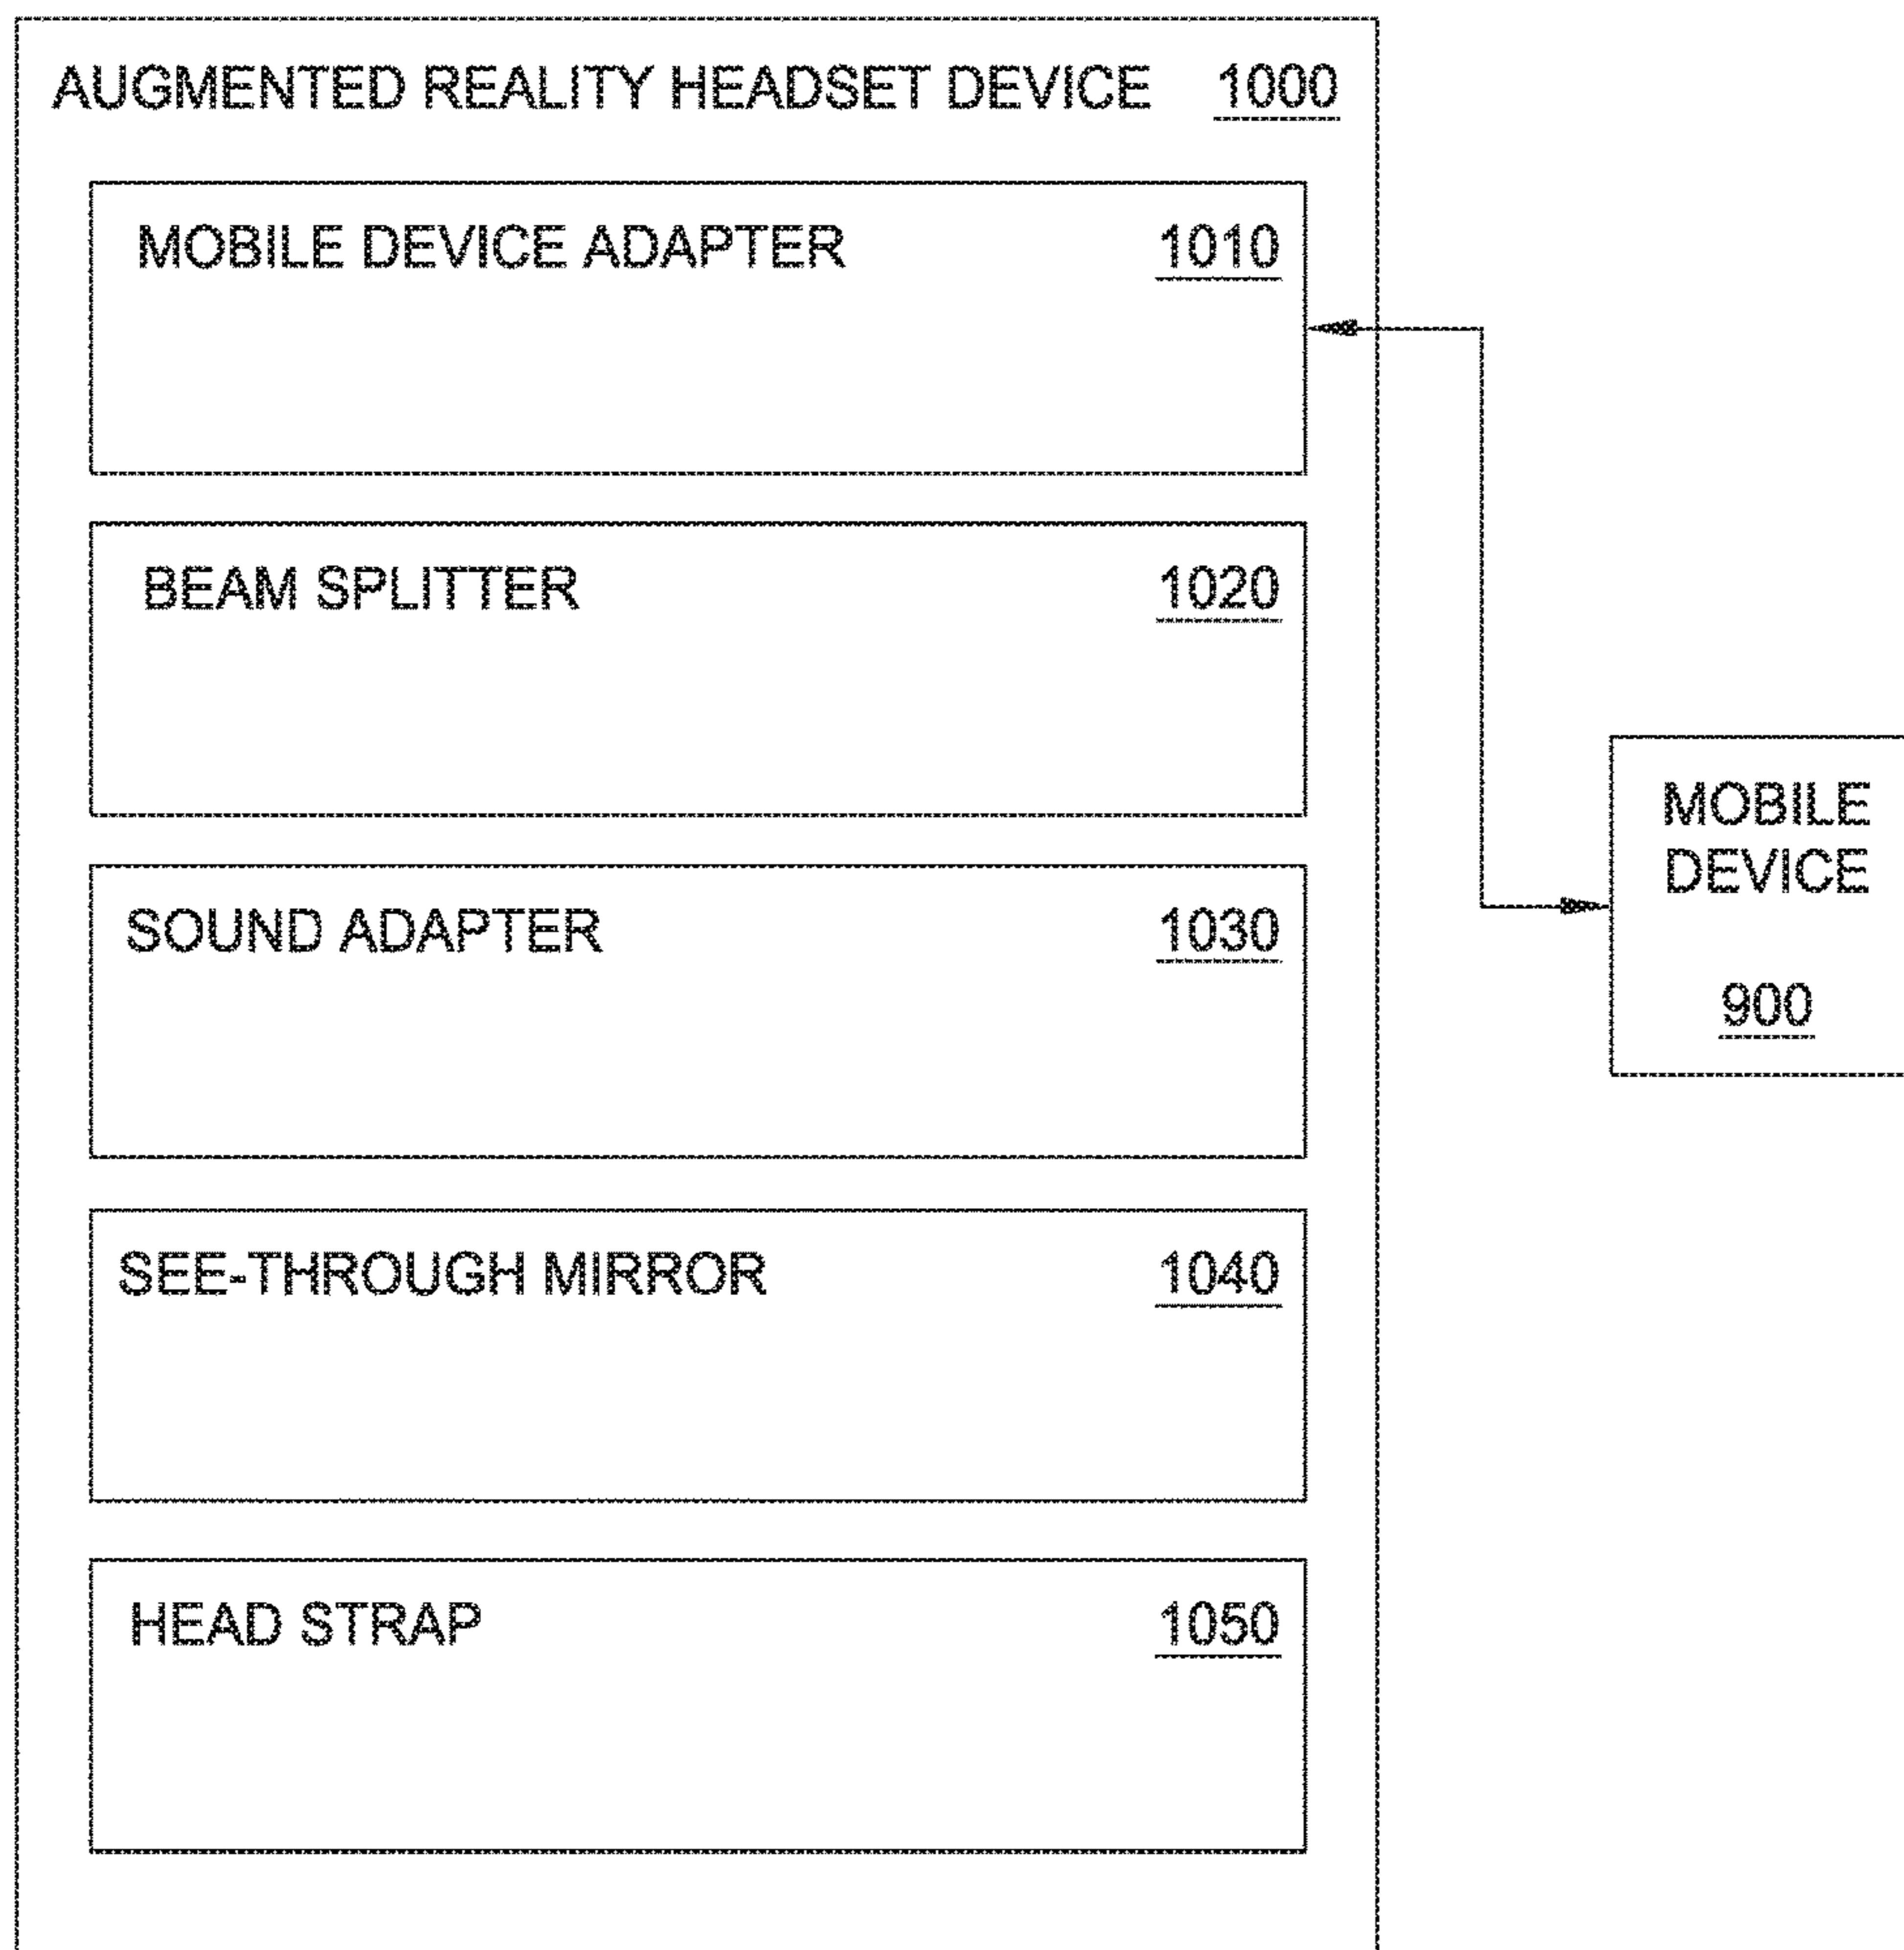 AUGMENTED REALITY HEADSET DEVICE 1000
MOBILE DEVICE ADAPTER 1010
BEAM SPLITTER 1020
SOUND ADAPTER 1030
SEE-THROUGH MIRROR 1040
HEAD STRAP 1050
MOBILE
DEVICE
900